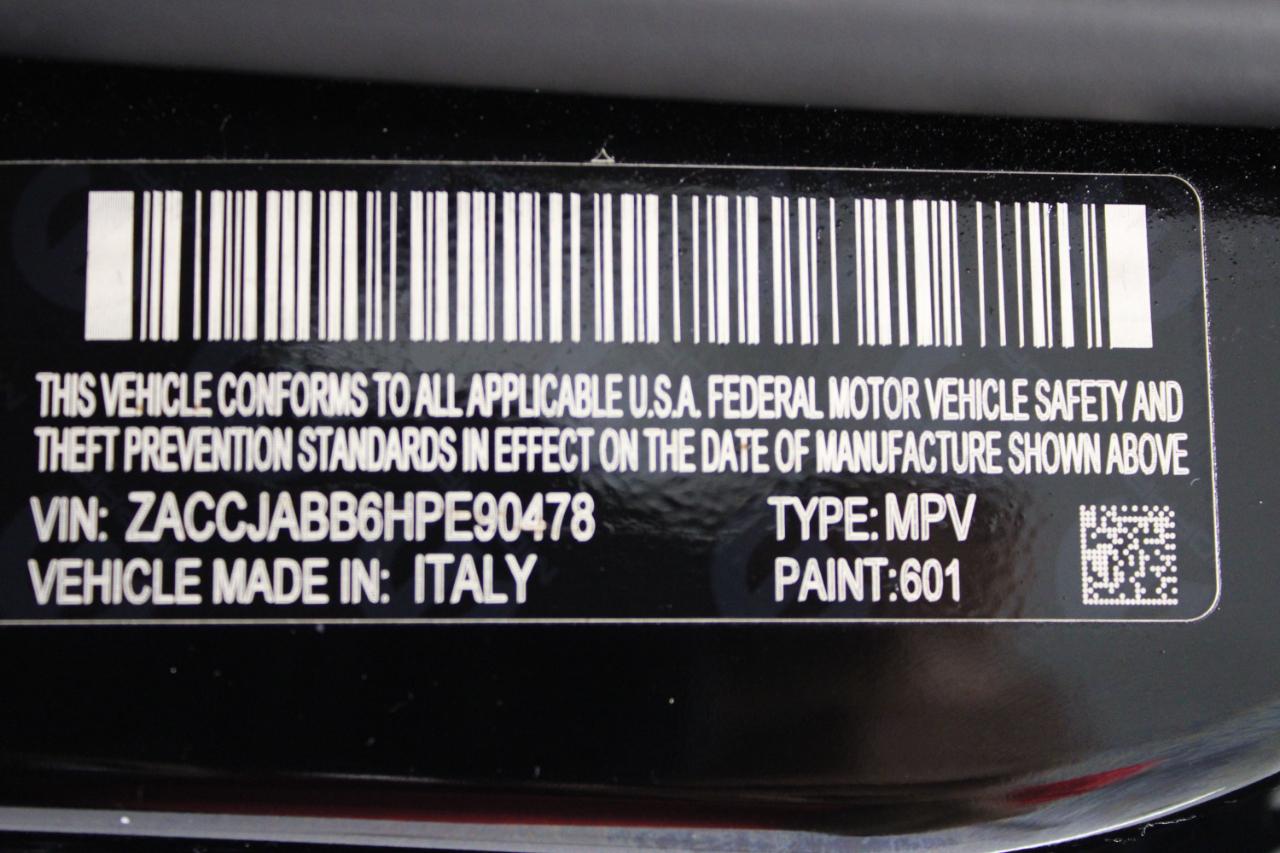 THIS VEHICLE CONFORMS TO ALL APPLICABLE U.S.A. FEDERAL MOTOR VEHICLE SAFETY AND
THEFT PREVENTION STANDARDS IN EFFECT ON THE DATE OF MANUFACTURE SHOWN ABOVE
VIN: ZACCJABB6HPE90478 TYPE: MPV
VEHICLE MADE IN: ITALY PAINT:601